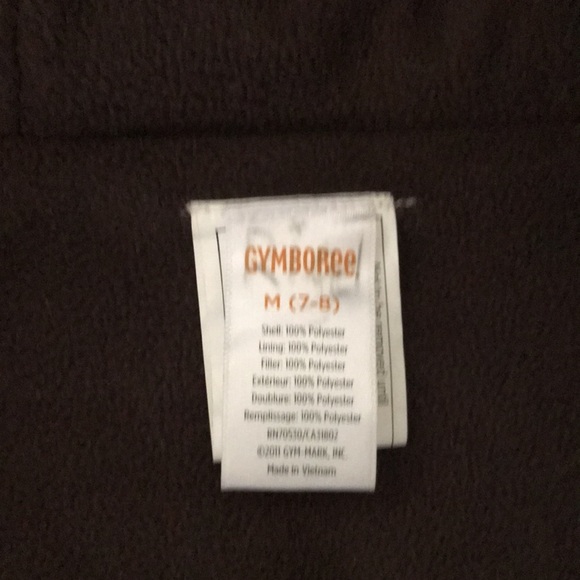 GYMBORee
M (7-8)
Shell: 100% Polyester
Lining: 100% Polyester
Filler: 100% Polyester
Extérieur: 100% Polyester
Doublure: 100% Polyester
Remplissage: 100% Polyester
RN70530/CA31802
©2011 GYM-MARK, INC.
Made in Vietnam